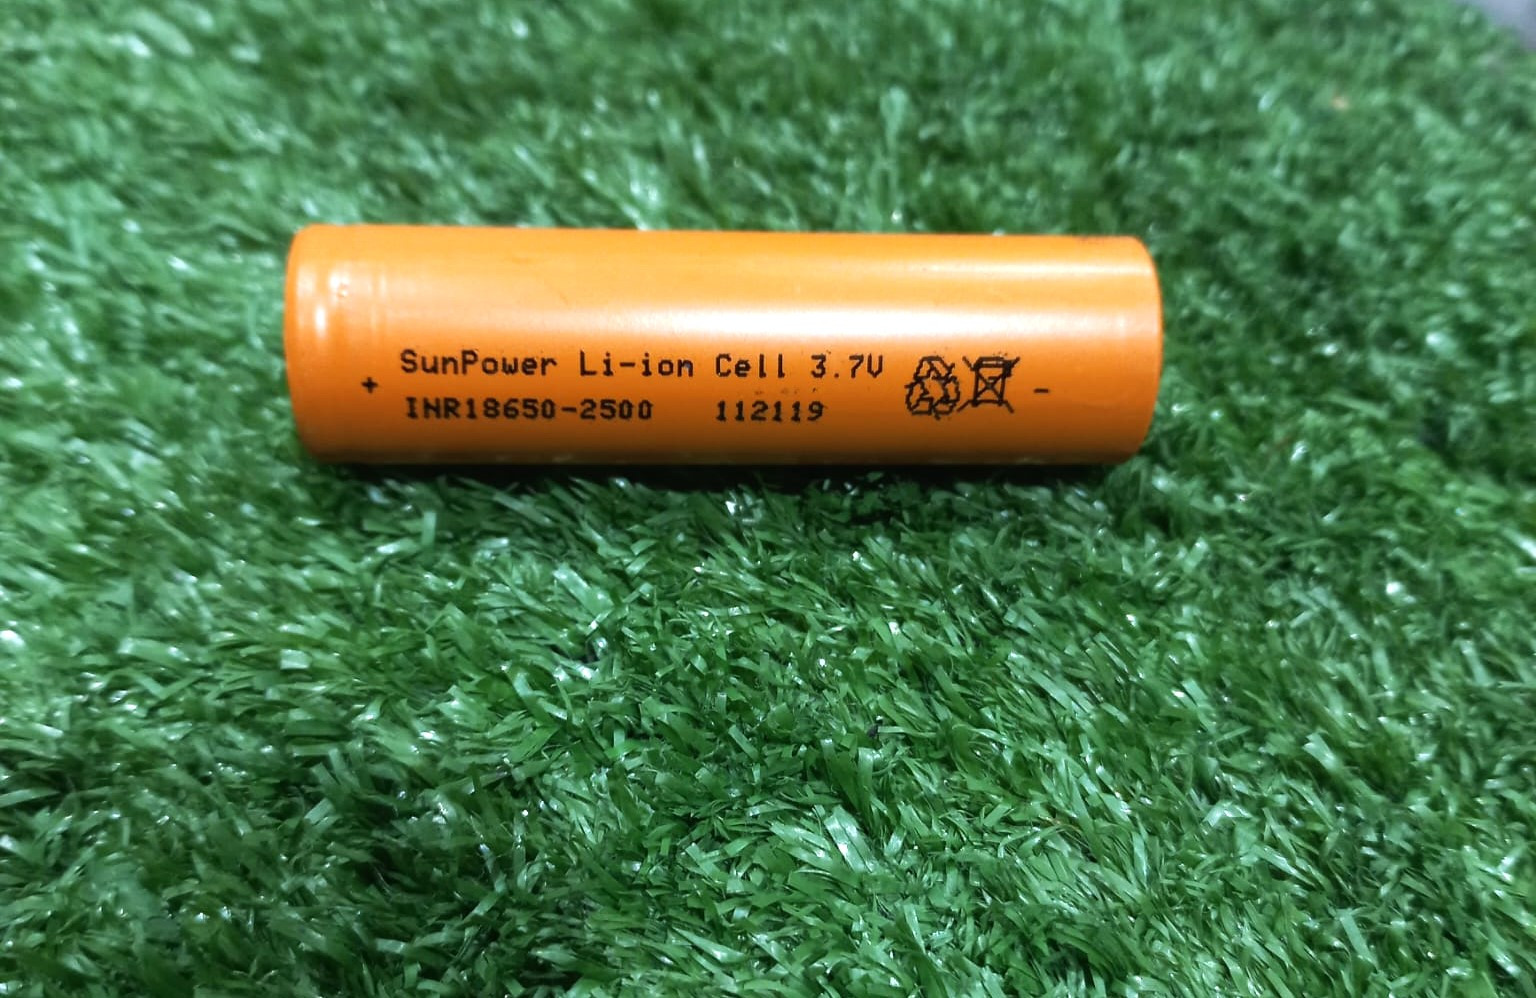 SunPower Li-ion Cell 3.7V
+ -
INR18650-2500 112119